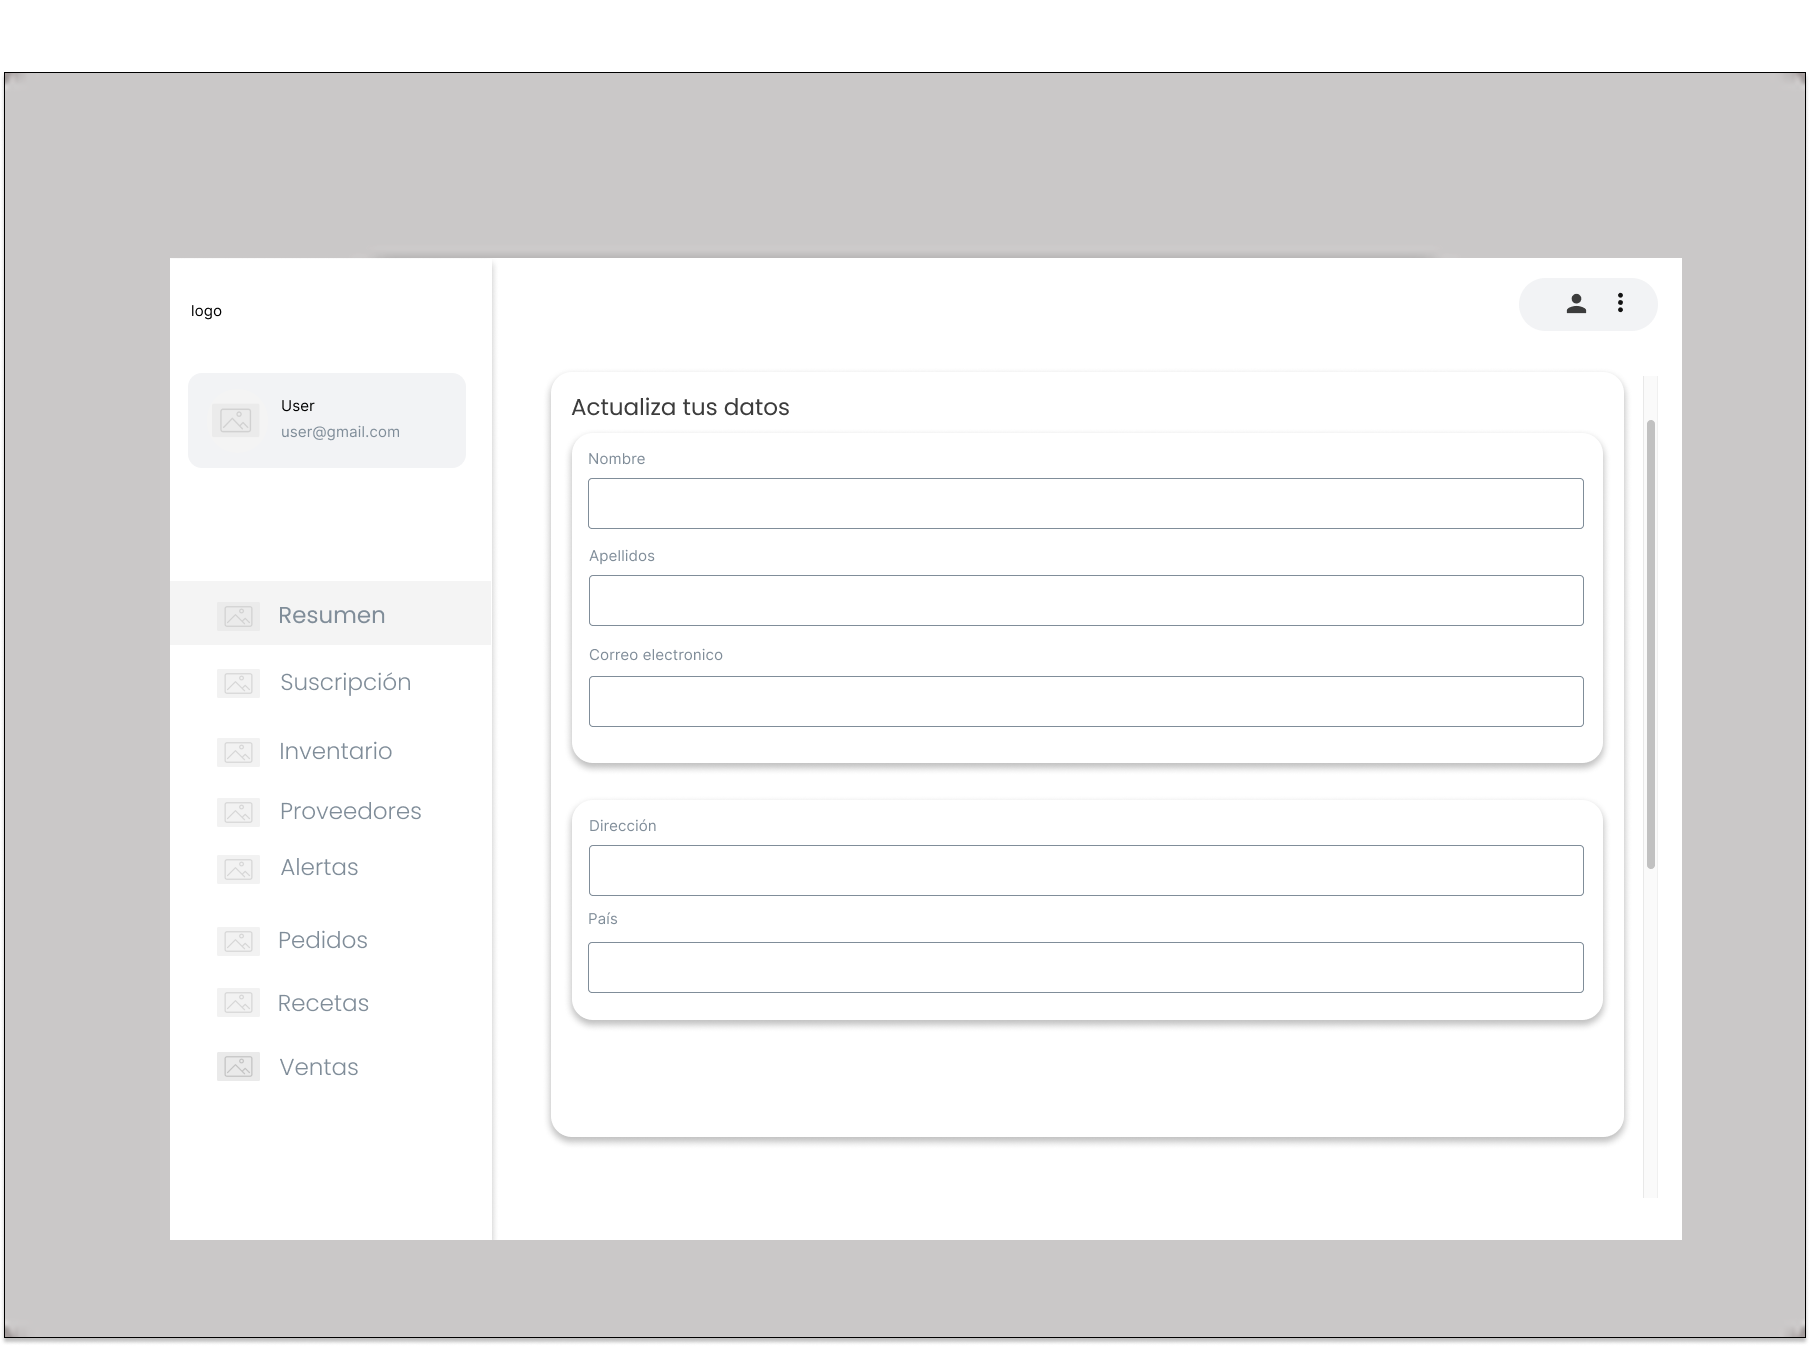 logo
User
user@gmail.com
Resumen
Suscripción
Inventario
Proveedores
Alertas
Pedidos
Recetas
Ventas
Actualiza tus datos
Nombre
Apellidos
Correo electronico
Dirección
País